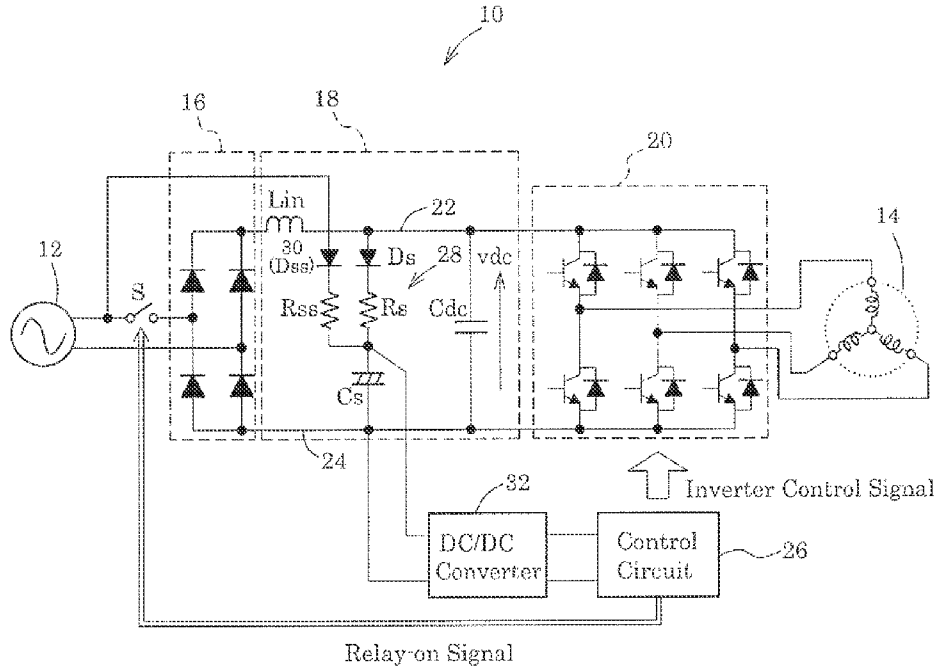 10
16
18
20
12
Lin
22
30
(Dss)
Ds
28
vdc
14
S
Rss
Rs
Cdc
Cs
24
32
Inverter Control Signal
DC/DC
Converter
Control
Circuit
26
Relay-on Signal